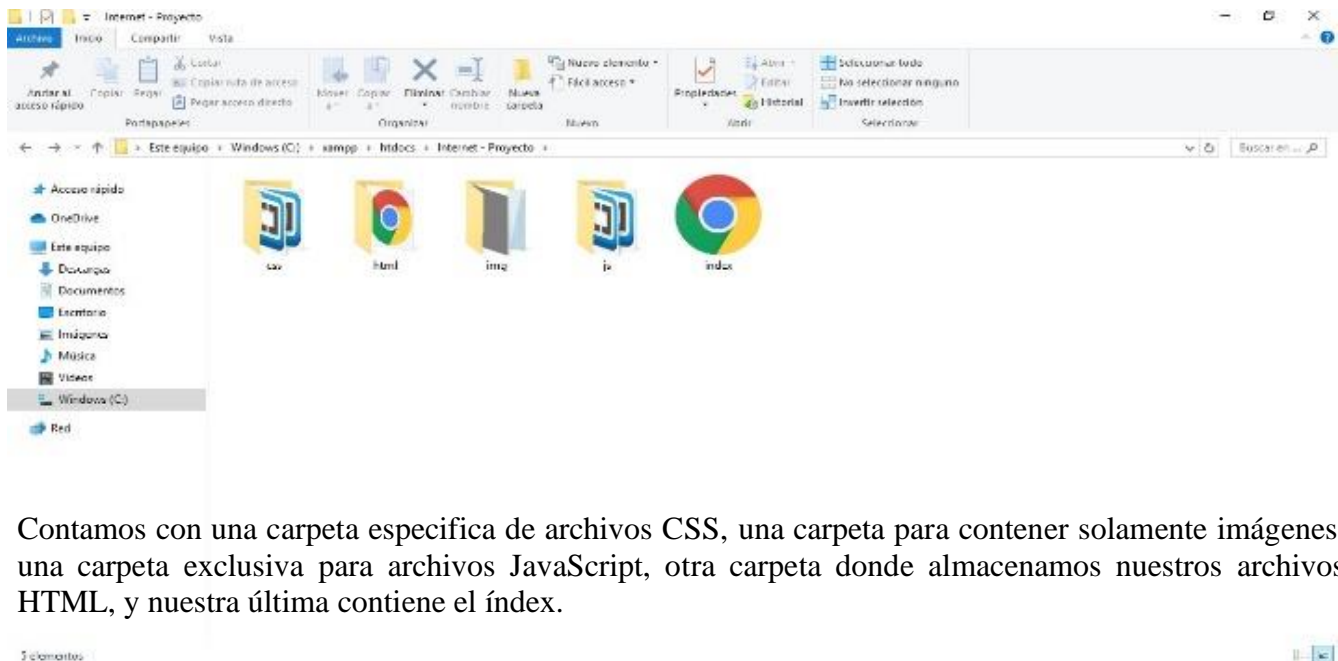 Internet - Proyecto
Archivo Inicio Compartir Vista
Anclar al acceso rápido
Copiar
Pegar
Cortar
Copiar ruta de acceso
Pegar acceso directo
Mover a
Copiar a
Eliminar
Cambiar nombre
Nueva carpeta
Nuevo elemento
Fácil acceso
Propiedades
Abrir
Editar
Historial
Seleccionar todo
No seleccionar ninguno
Invertir selección
Portapapeles Organizar Nuevo Abrir Seleccionar
Este equipo Windows (C:) xampp htdocs Internet - Proyecto
Buscar en ...
Acceso rápido
OneDrive
Este equipo
Descargas
Documentos
Escritorio
Imágenes
Música
Videos
Windows (C:)
Red
css html img js index
Contamos con una carpeta especifica de archivos CSS, una carpeta para contener solamente imágenes
una carpeta exclusiva para archivos JavaScript, otra carpeta donde almacenamos nuestros archivos
HTML, y nuestra última contiene el índex.
5 elementos